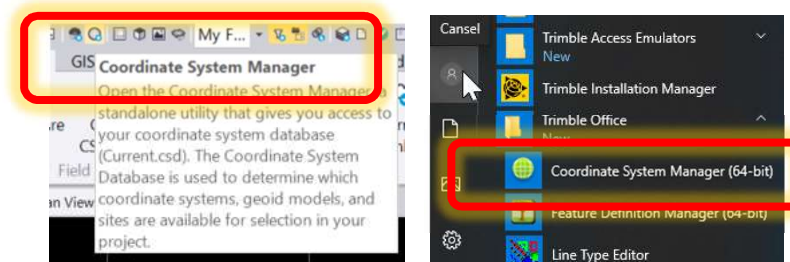 My F...
GIS
Coordinate System Manager
Open the Coordinate System Manager, a
standalone utility that gives you access to
your coordinate system database
(Current.csd). The Coordinate System
Database is used to determine which
coordinate systems, geoid models, and
sites are available for selection in your
project.
Field
an View
Cansel
Trimble Access Emulators
New
Trimble Installation Manager
Trimble Office
Coordinate System Manager (64-bit)
Feature Definition Manager (64-bit)
Line Type Editor